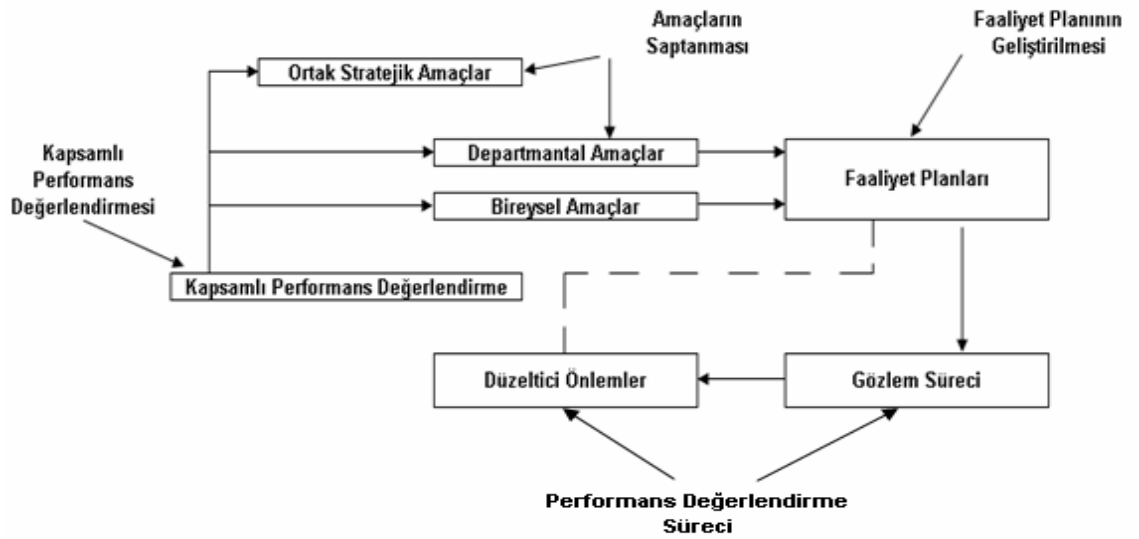 Amaçların
Saptanması
Faaliyet Planının
Geliştirilmesi
Ortak Stratejik Amaçlar
Kapsamlı
Performans
Değerlendirmesi
Departmantal Amaçlar
Faaliyet Planları
Bireysel Amaçlar
Kapsamlı Performans Değerlendirme
Düzeltici Önlemler
Gözlem Süreci
Performans Değerlendirme
Süreci